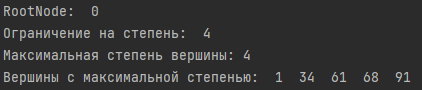 RootNode:  0
Ограничение на степень:  4
Максимальная степень вершины: 4
Вершины с максимальной степенью:  1  34  61  68  91